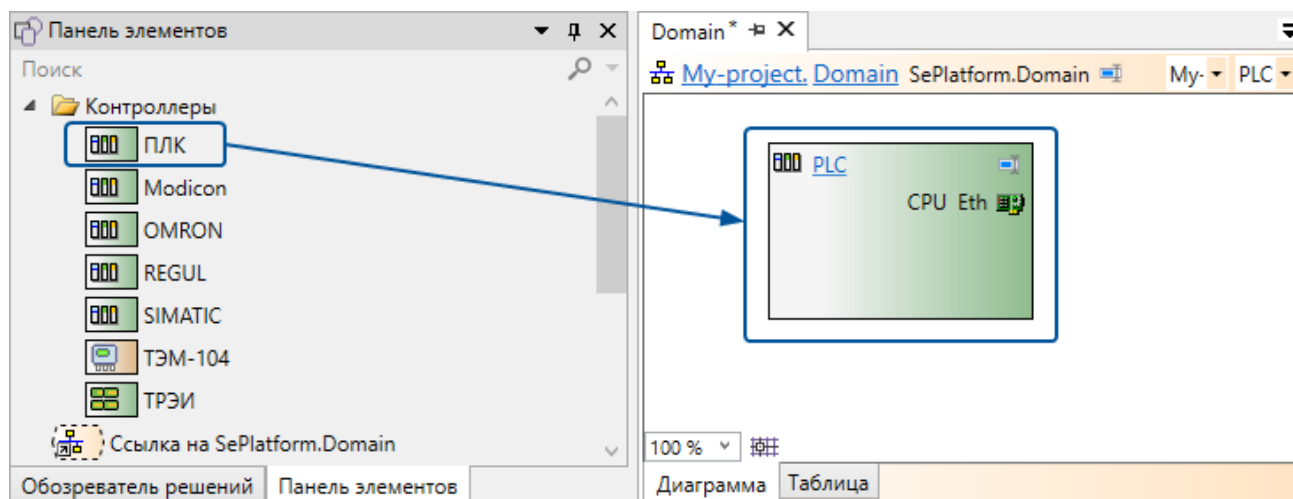 Панель элементов
Поиск
Контроллеры
ПЛК
Modicon
OMRON
REGUL
SIMATIC
ТЭМ-104
ТРЭИ
Ссылка на SePlatform.Domain
Обозреватель решений Панель элементов
Domain*
My-project. Domain SePlatform.Domain My- PLC
PLC
CPU Eth
100 %
Диаграмма Таблица